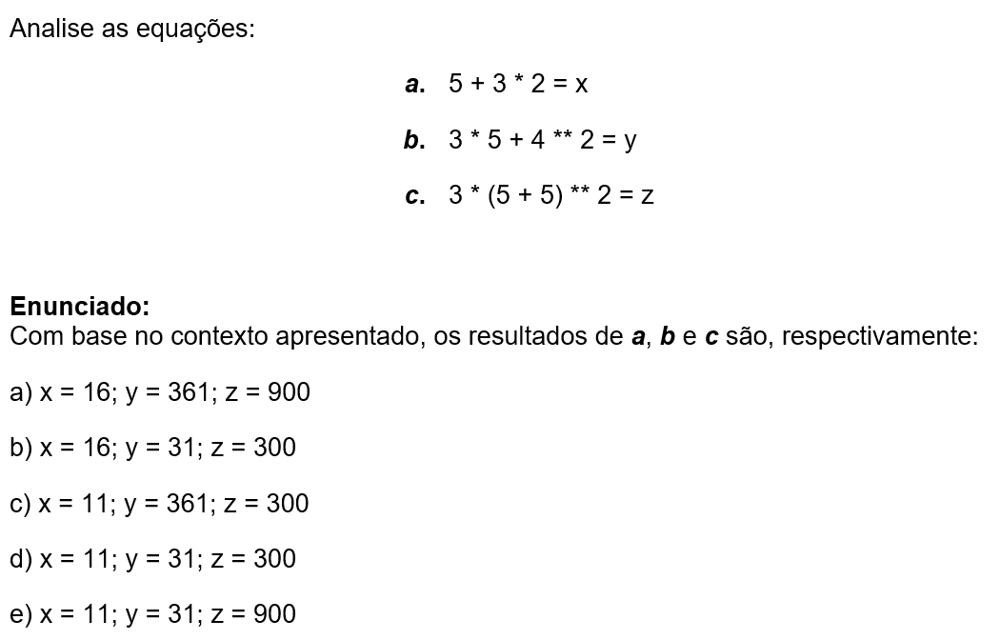 Analise as equações:
a. 5 + 3 * 2 = x
b. 3 * 5 + 4 ** 2 = y
c. 3 * (5 + 5) ** 2 = z
Enunciado:
Com base no contexto apresentado, os resultados de a, b e c são, respectivamente:
a) x = 16; y = 361; z = 900
b) x = 16; y = 31; z = 300
c) x = 11; y = 361; z = 300
d) x = 11; y = 31; z = 300
e) x = 11; y = 31; z = 900